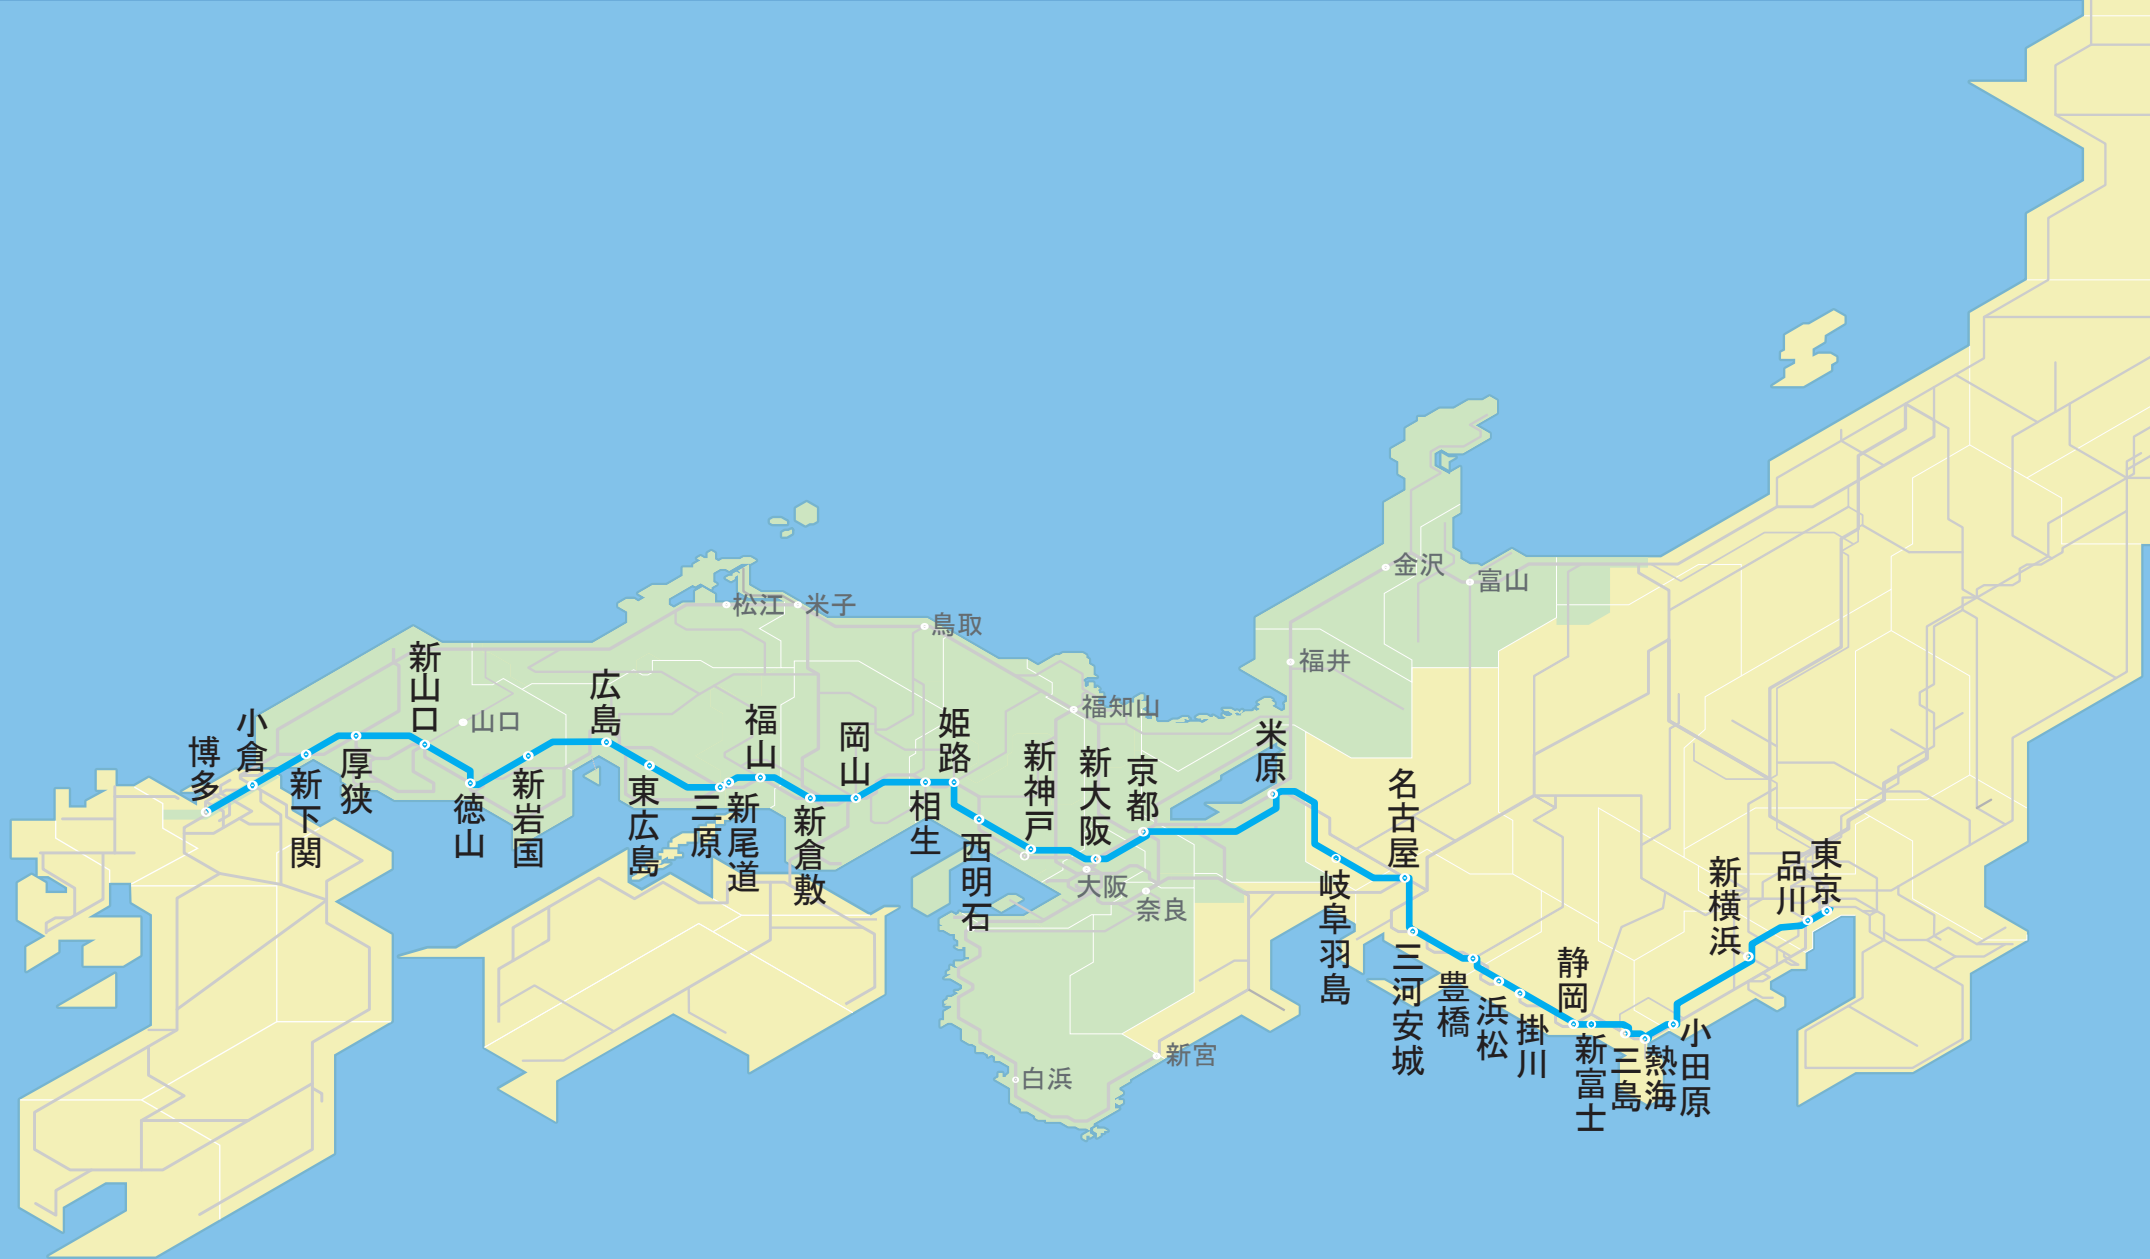 博多
小倉
新下関
厚狭
新山口
徳山
新岩国
広島
東広島
三原
新尾道
福山
新倉敷
岡山
相生
姫路
西明石
新神戸
新大阪
京都
米原
岐阜羽島
名古屋
三河安城
豊橋
浜松
掛川
静岡
新富士
三島
熱海
小田原
新横浜
品川
東京
山口
松江
米子
鳥取
福知山
大阪
奈良
白浜
新宮
福井
金沢
富山